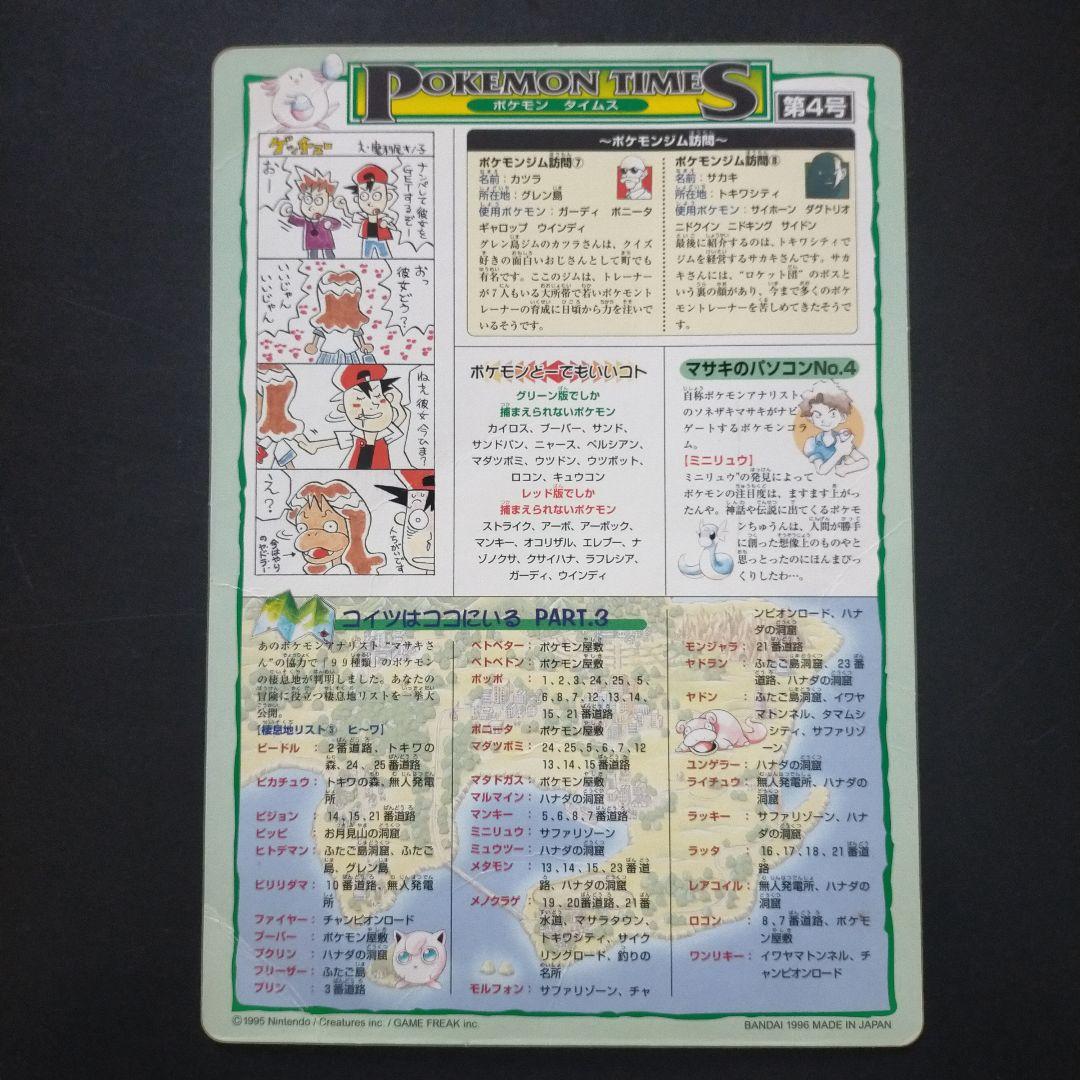 POKEMON TIMES
ポケモン タイムス
第4号
ゲッチュー
ナンパして彼女を
GETするぞー
おー
おっ
彼女どう?
いいじゃん
いいじゃん
ねえ彼女今ひま?
え?
今はやり
のヤドラン
人ちがいです
~ポケモンジム訪問~
ポケモンジム訪問⑦
名前:カツラ
所在地:グレン島
使用ポケモン:ガーディ ポニータ
ギャロップ ウインディ
グレン島ジムのカツラさんは、クイズ
好きの面白いおじさんとして町でも
有名です。ここのジムは、トレーナー
が7人もいる大所帯で若いポケモント
レーナーの育成に日頃から力を注いで
いるそうです。
ポケモンジム訪問⑧
名前:サカキ
所在地:トキワシティ
使用ポケモン:サイホーン ダグトリオ
ニドクイン ニドキング サイドン
最後に紹介するのは、トキワシティで
ジムを経営するサカキさんです。サカ
キさんには、“ロケット団”のボスと
いう裏の顔があり、今まで多くのポケ
モントレーナーを苦しめてきたそうで
す。
ポケモンどーでもいいコト
グリーン版でしか
捕まえられないポケモン
カイロス、ブーバー、サンド、
サンドパン、ニャース、ペルシアン、
マダツボミ、ウツドン、ウツボット、
ロコン、キュウコン
レッド版でしか
捕まえられないポケモン
ストライク、アーボ、アーボック、
マンキー、オコリザル、エレブー、ナ
ゾノクサ、クサイハナ、ラフレシア、
ガーディ、ウインディ
マサキのパソコンNo.4
自称ポケモンアナリスト
のソネザキマサキがナビ
ゲートするポケモンコラ
ム。
【ミニリュウ】
ミニリュウ”の発見によって
ポケモンの注目度は、ますます上がっ
たんや。神話や伝説に出てくるポケモ
ンちゅうんは、人間が勝手
に創った想像上のものやと
思っとったのにほんまびっ
くりしたわ…。
コイツはココにいる PART.3
あのポケモンアナリスト“マサキさ
ん”の協力で「99種類」のポケモン
の棲息地が判明しました。あなたの
冒険に役立つ棲息地リストを一挙大
公開。
【棲息地リスト③ ヒ~ワ】
ビードル : 2番道路、トキワの
森、24、25番道路
ピカチュウ: トキワの森、無人発電
所
ピジョン : 14、15、21番道路
ピッピ : お月見山の洞窟
ヒトデマン: ふたご島洞窟、ふたご
島、グレン島
ビリリダマ: 10番道路、無人発電
所
ファイヤー: チャンピオンロード
ブーバー : ポケモン屋敷
プクリン : ハナダの洞窟
フリーザー: ふたご島
プリン : 3番道路
ベトベター: ポケモン屋敷
ベトベトン: ポケモン屋敷
ポッポ : 1、2、3、24、25、5、
6、8、7、12、13、14、
15、21番道路
ポニータ : ポケモン屋敷
マダツボミ: 24、25、5、6、7、12
13、14、15番道路
マタドガス: ポケモン屋敷
マルマイン: ハナダの洞窟
マンキー : 5、6、8、7番道路
ミニリュウ: サファリゾーン
ミュウツー: ハナダの洞窟
メタモン : 13、14、15、23番道
路、ハナダの洞窟
メノクラゲ: 19、20番道路、21番
水道、マサラタウン、
トキワシティ、サイク
リングロード、釣りの
名所
モルフォン: サファリゾーン、チャ
ンピオンロード、ハナ
ダの洞窟
モンジャラ: 21番道路
ヤドラン : ふたご島洞窟、23番
道路、ハナダの洞窟
ヤドン : ふたご島洞窟、イワヤ
マトンネル、タマムシ
シティ、サファリゾ
ーン
ユンゲラー: ハナダの洞窟
ライチュウ: 無人発電所、ハナダの
洞窟
ラッキー : サファリゾーン、ハナ
ダの洞窟
ラッタ : 16、17、18、21番道
路
レアコイル: 無人発電所、ハナダの
洞窟
ロコン : 8、7番道路、ポケモ
ン屋敷
ワンリキー: イワヤマトンネル、チ
ャンピオンロード
©1995 Nintendo / Creatures inc. / GAME FREAK inc.
BANDAI 1996 MADE IN JAPAN